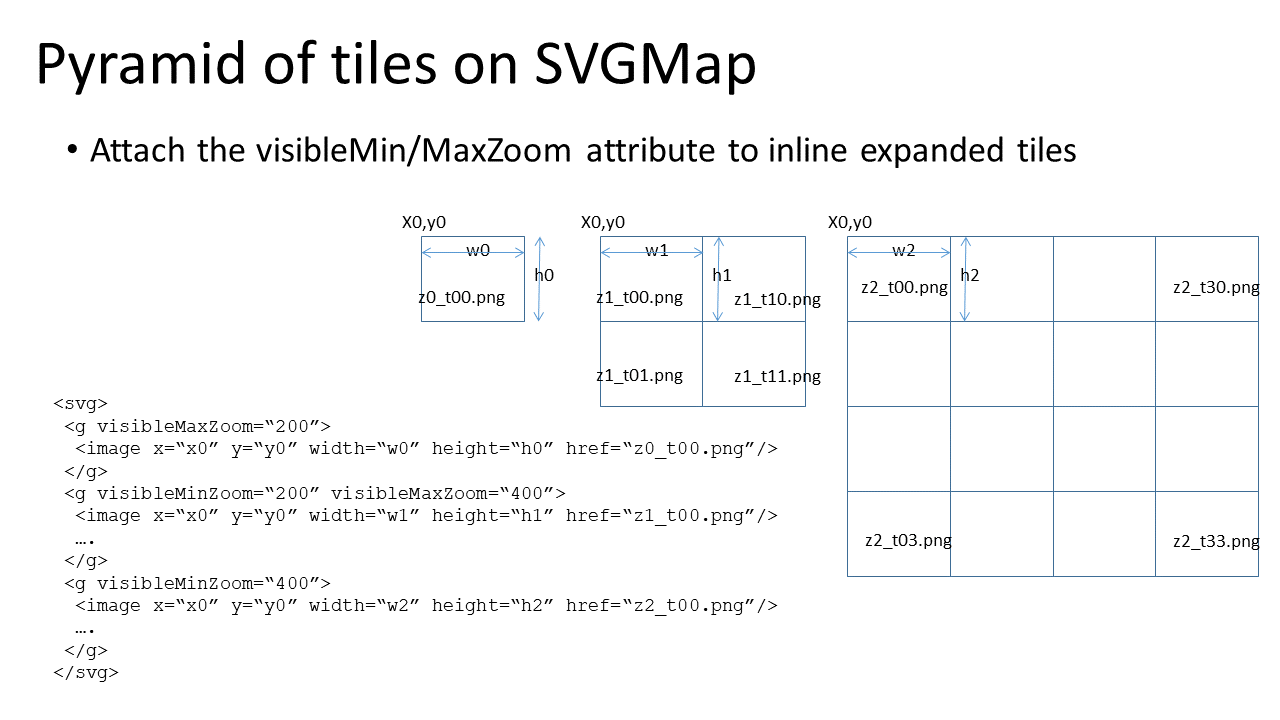 Pyramid of tiles on SVGMap
• Attach the visibleMin/MaxZoom attribute to inline expanded tiles
X0,y0
w0
h0
z0_t00.png
X0,y0
w1
h1
z1_t00.png
z1_t10.png
z1_t01.png
z1_t11.png
X0,y0
w2
h2
z2_t00.png
z2_t30.png
z2_t03.png
z2_t33.png
<svg>
<g visibleMaxZoom=“200”>
<image x=“x0” y=“y0” width=“w0” height=“h0” href=“z0_t00.png”/>
</g>
<g visibleMinZoom=“200” visibleMaxZoom=“400”>
<image x=“x0” y=“y0” width=“w1” height=“h1” href=“z1_t00.png”/>
….
</g>
<g visibleMinZoom=“400”>
<image x=“x0” y=“y0” width=“w2” height=“h2” href=“z2_t00.png”/>
….
</g>
</svg>